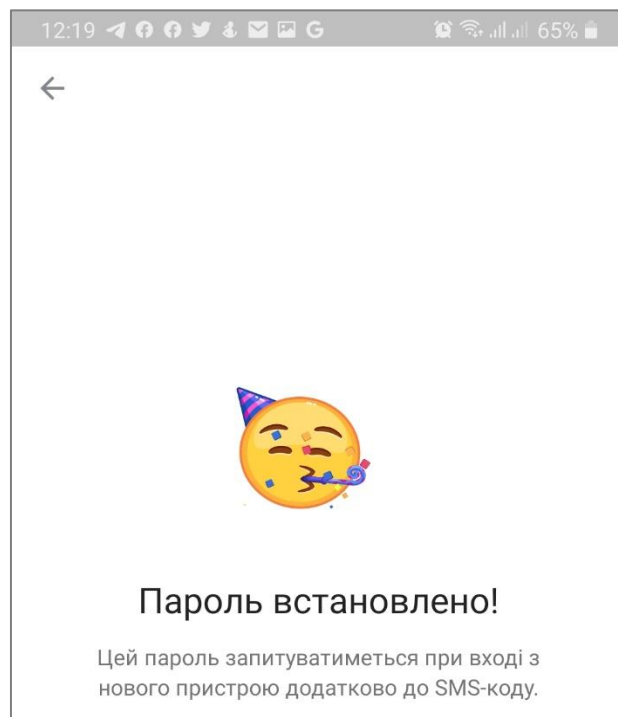 12:19 65%
Пароль встановлено!
Цей пароль запитуватиметься при вході з
нового пристрою додатково до SMS-коду.